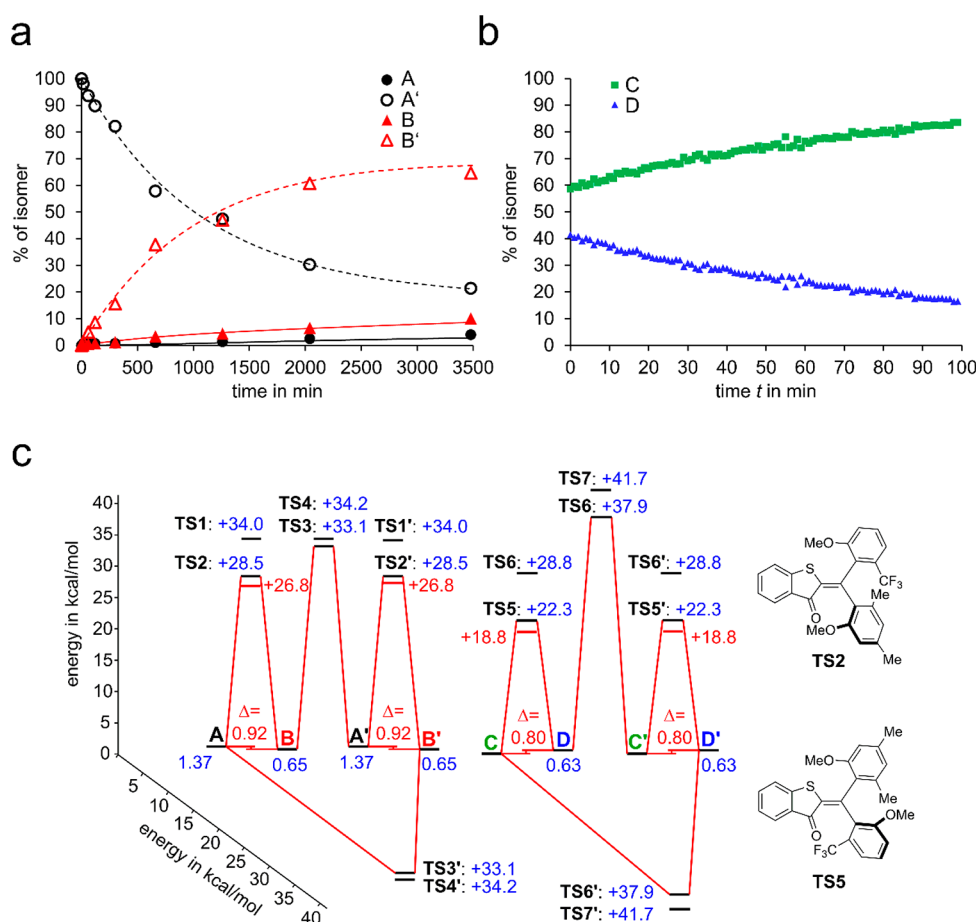 a
100
90
80
70
60
50
40
30
20
10
0
% of isomer
0 500 1000 1500 2000 2500 3000 3500
time in min
A
A‘
B
B‘
b
100
90
80
70
60
50
40
30
20
10
0
% of isomer
0 10 20 30 40 50 60 70 80 90 100
time t in min
C
D
c
energy in kcal/mol
40
35
30
25
20
15
10
5
0
5
10
15
20
25
30
35
40
energy in kcal/mol
TS1: +34.0
TS2: +28.5
+26.8
TS4: +34.2
TS3: +33.1
TS1': +34.0
TS2': +28.5
+26.8
TS7: +41.7
TS6: +37.9
TS6: +28.8
TS5: +22.3
+18.8
TS6': +28.8
TS5': +22.3
+18.8
A
Δ=
0.92
B
A'
Δ=
0.92
B'
C
Δ=
0.80
D
C'
Δ=
0.80
D'
1.37
0.65
1.37
0.65
0.63
0.63
TS3': +33.1
TS4': +34.2
TS6': +37.9
TS7': +41.7
MeO
S
CF3
Me
O
MeO
Me
TS2
Me
MeO
S
Me
O
OMe
F3C
TS5